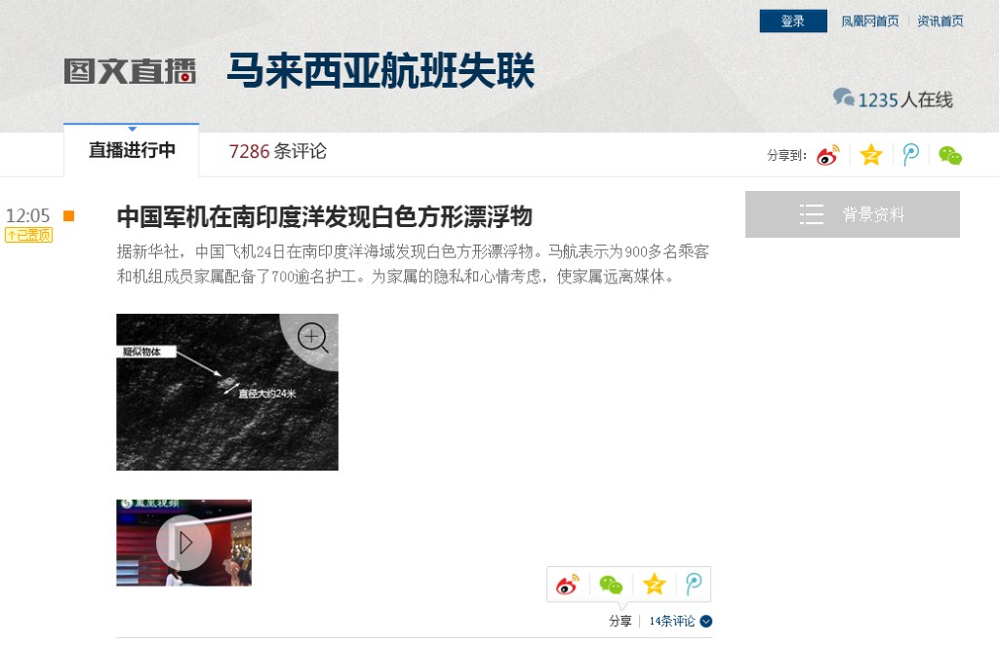 登录 凤凰网首页 资讯首页
图文直播 马来西亚航班失联
1235人在线
直播进行中 7286 条评论 分享到:
12:05 中国军机在南印度洋发现白色方形漂浮物 背景资料
↑已置顶
据新华社，中国飞机24日在南印度洋海域发现白色方形漂浮物。马航表示为900多名乘客
和机组成员家属配备了700逾名护工。为家属的隐私和心情考虑，使家属远离媒体。
疑似物体
直径大约24米
凤凰视频
分享 14条评论